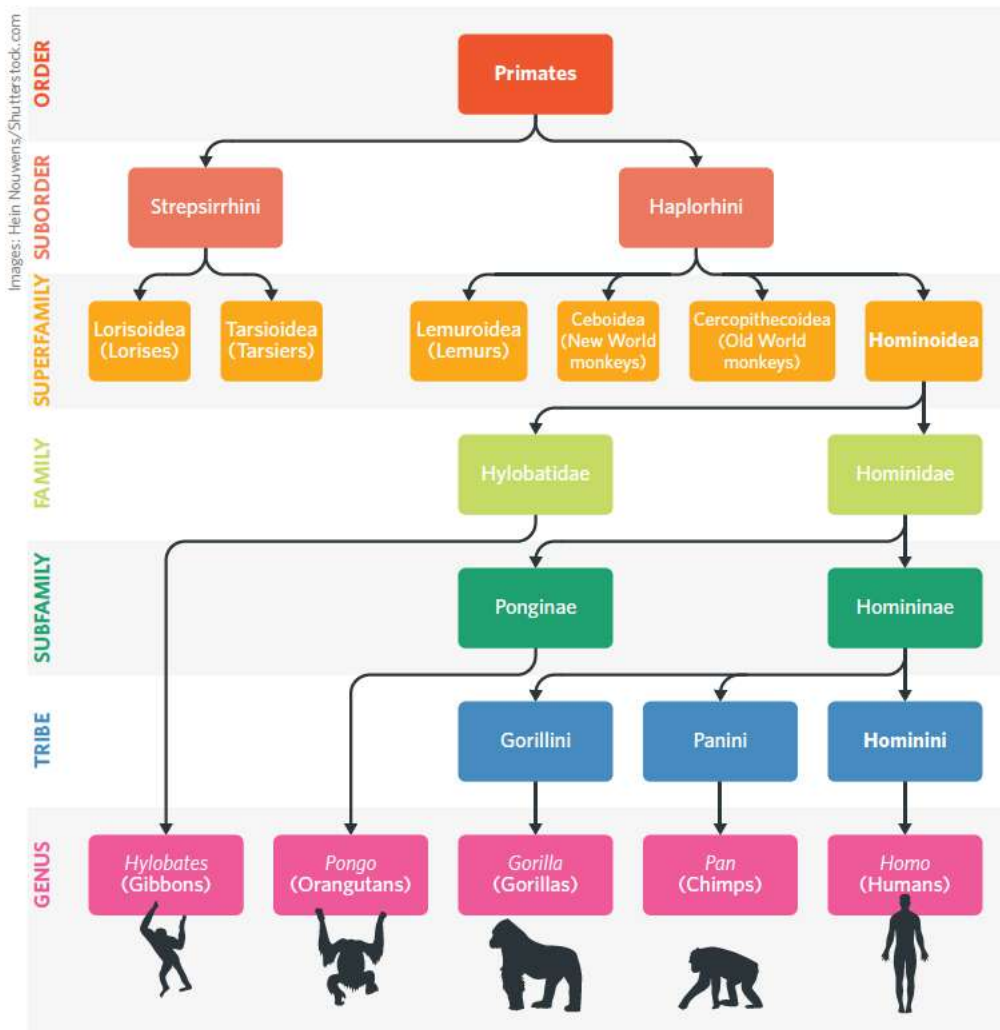 Images: Hein Nouwens/Shutterstock.com
ORDER
Primates
SUBORDER
Strepsirrhini
Haplorhini
SUPERFAMILY
Lorisoidea
(Lorises)
Tarsioidea
(Tarsiers)
Lemuroidea
(Lemurs)
Ceboidea
(New World
monkeys)
Cercopithecoidea
(Old World
monkeys)
Hominoidea
FAMILY
Hylobatidae
Hominidae
SUBFAMILY
Ponginae
Homininae
TRIBE
Gorillini
Panini
Hominini
GENUS
Hylobates
(Gibbons)
Pongo
(Orangutans)
Gorilla
(Gorillas)
Pan
(Chimps)
Homo
(Humans)